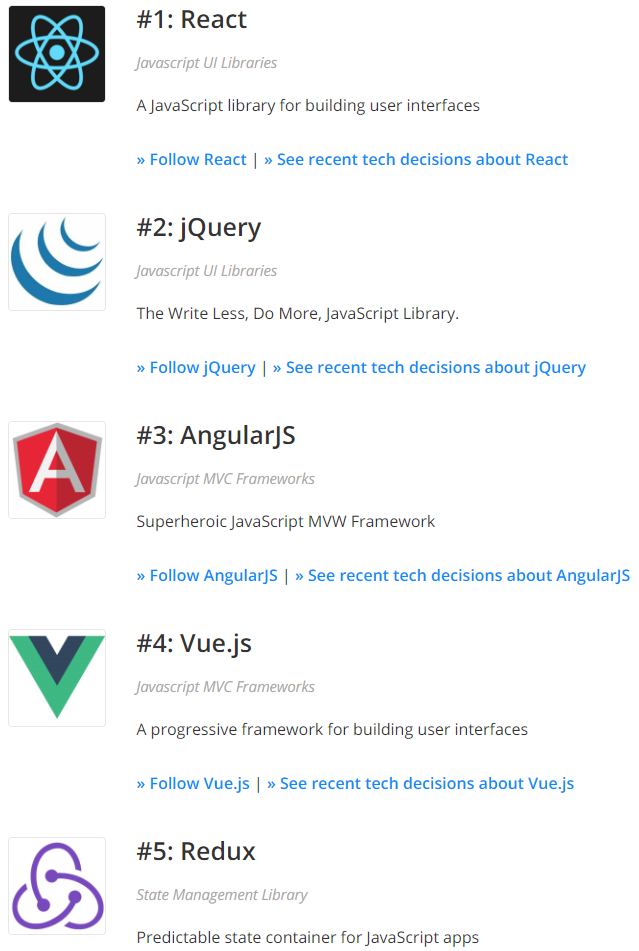 #1: React
Javascript UI Libraries
A JavaScript library for building user interfaces
» Follow React | » See recent tech decisions about React
#2: jQuery
Javascript UI Libraries
The Write Less, Do More, JavaScript Library.
» Follow jQuery | » See recent tech decisions about jQuery
#3: AngularJS
Javascript MVC Frameworks
Superheroic JavaScript MVW Framework
» Follow AngularJS | » See recent tech decisions about AngularJS
#4: Vue.js
Javascript MVC Frameworks
A progressive framework for building user interfaces
» Follow Vue.js | » See recent tech decisions about Vue.js
#5: Redux
State Management Library
Predictable state container for JavaScript apps